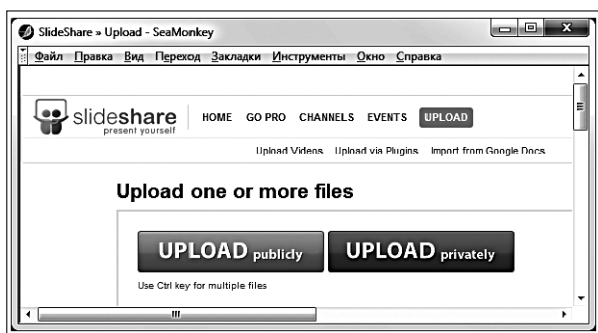 SlideShare » Upload - SeaMonkey
Файл Правка Вид Переход Закладки Инструменты Окно Справка
slideshare HOME GO PRO CHANNELS EVENTS UPLOAD
present yourself
Upload Videos Upload via Plugins Import from Google Docs
Upload one or more files
UPLOAD publicly UPLOAD privately
Use Ctrl key for multiple files